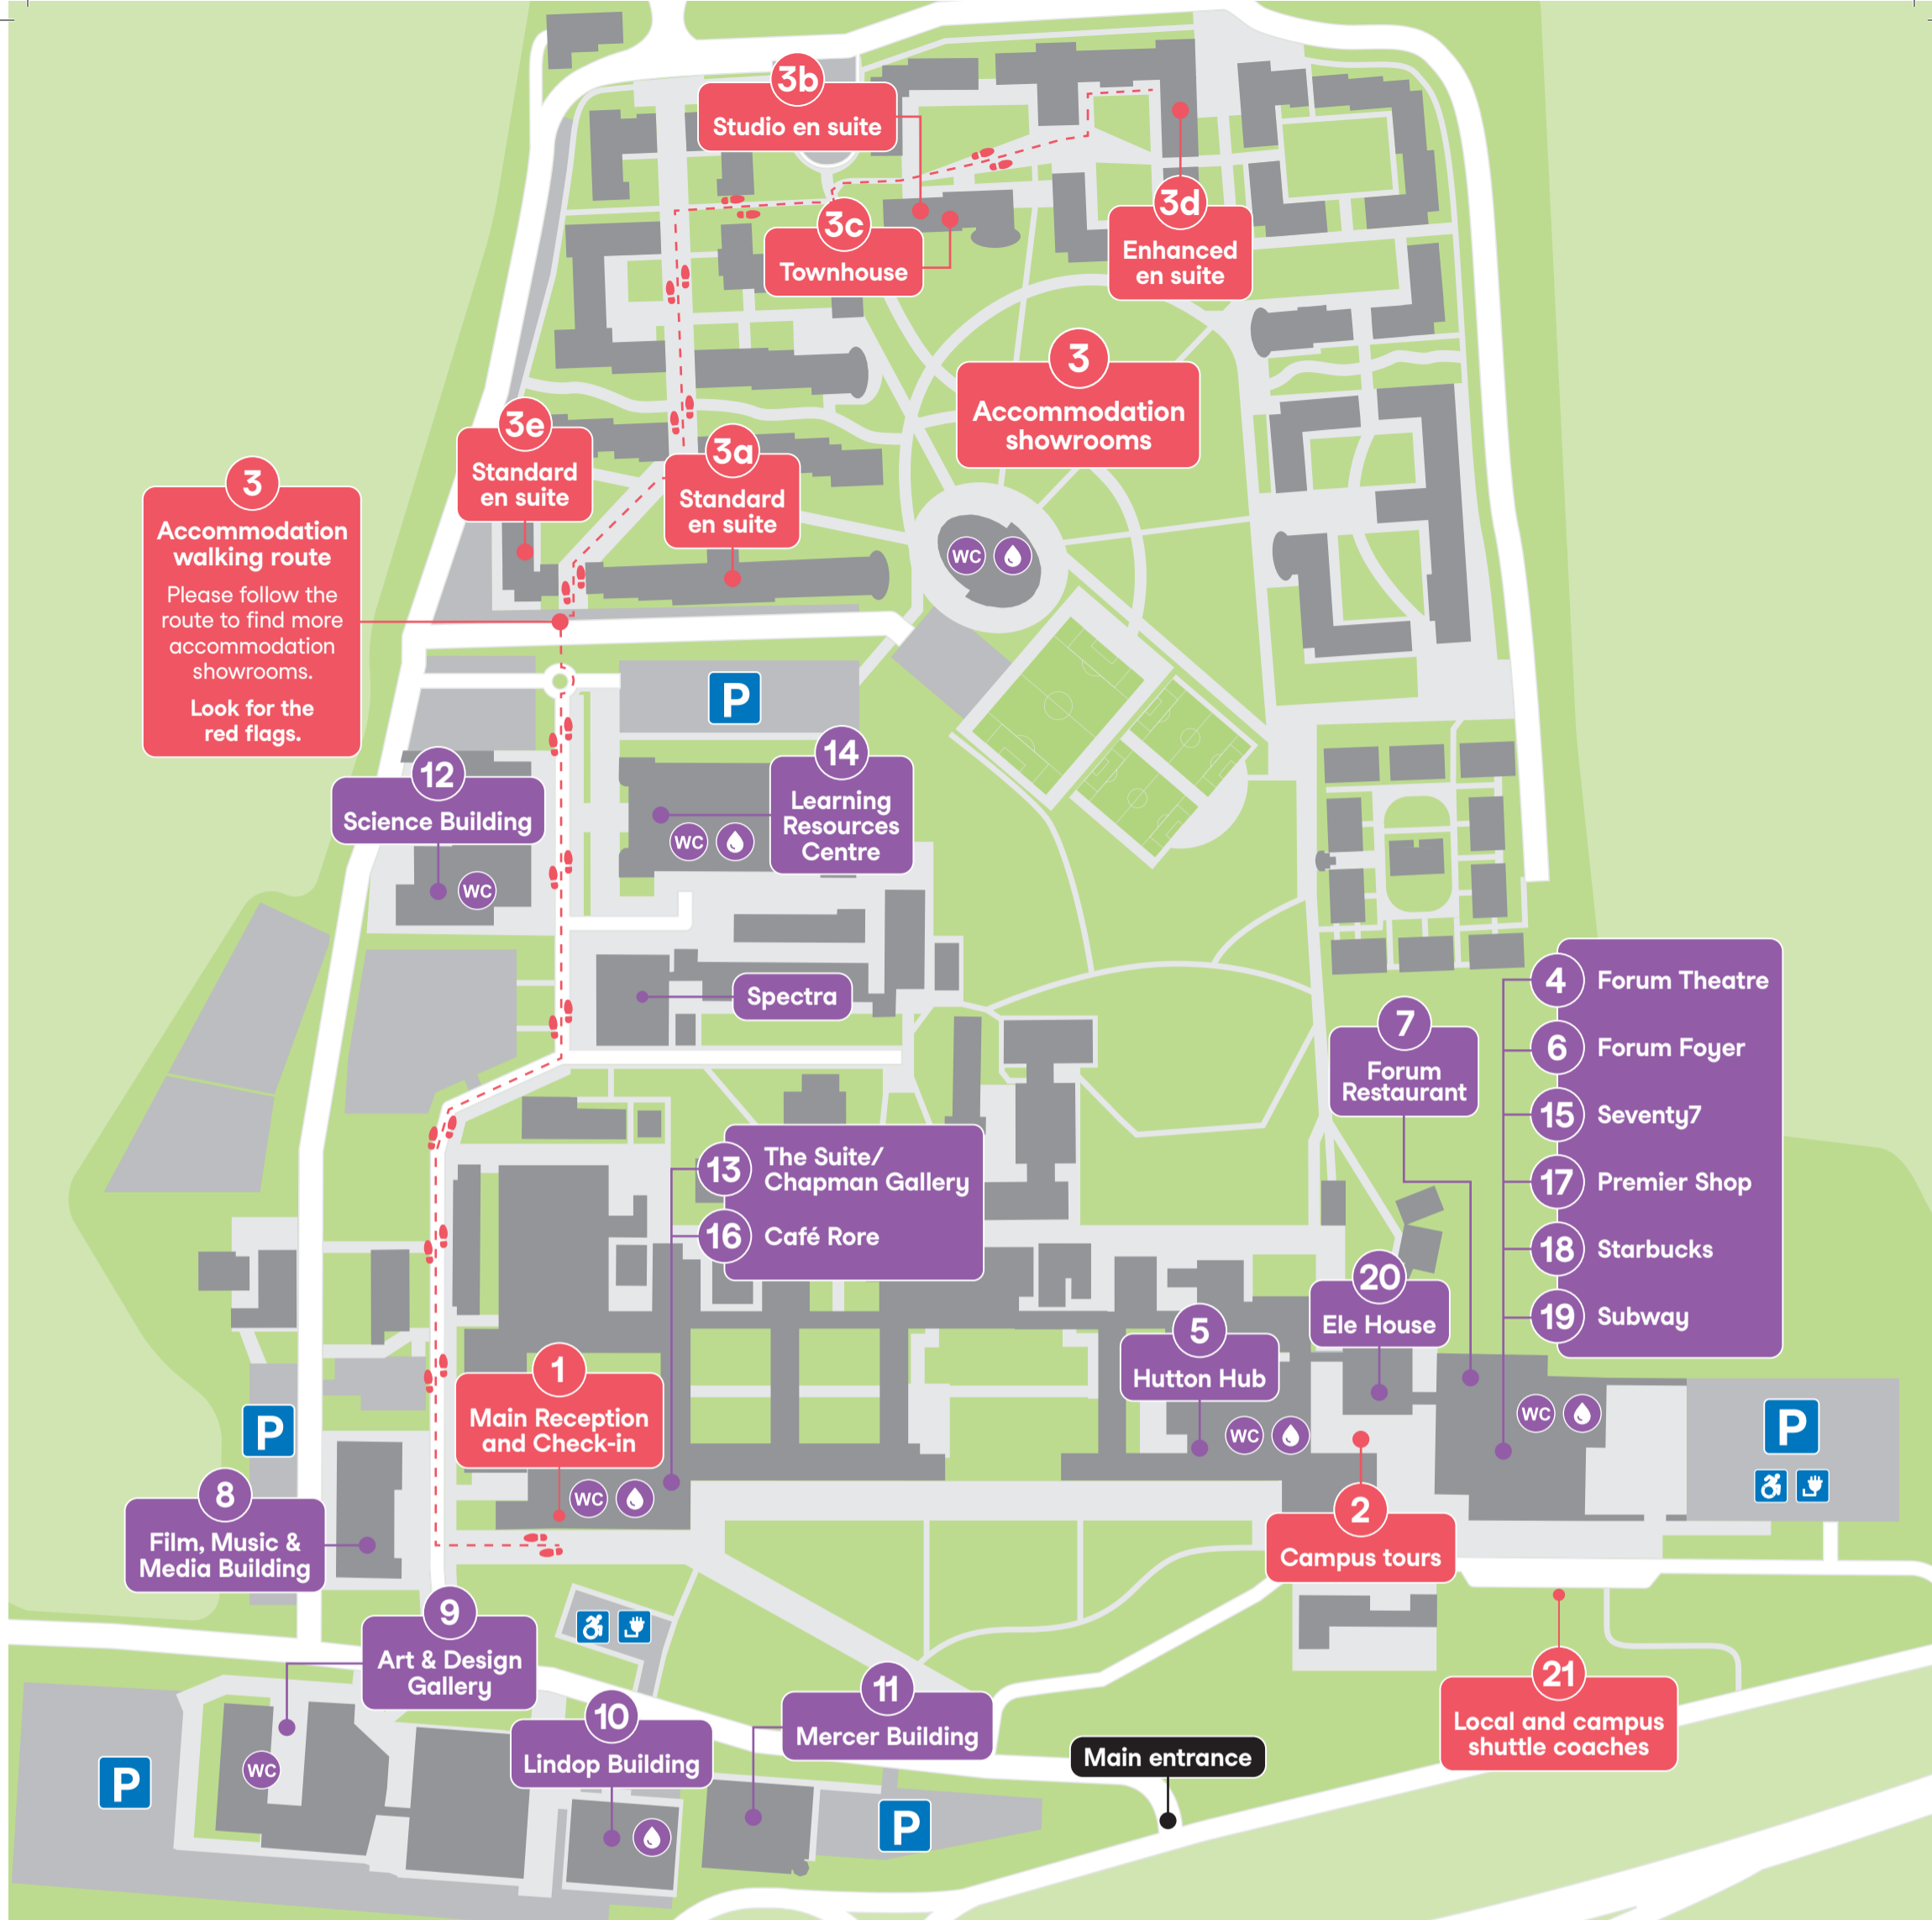 3b
Studio en suite
3c
Townhouse
3d
Enhanced
en suite
3
Accommodation
showrooms
3e
Standard
en suite
3a
Standard
en suite
3
Accommodation
walking route
Please follow the
route to find more
accommodation
showrooms.
Look for the
red flags.
WC
P
14
Learning
Resources
Centre
WC
12
Science Building
WC
Spectra
4 Forum Theatre
6 Forum Foyer
15 Seventy7
17 Premier Shop
18 Starbucks
19 Subway
7
Forum
Restaurant
13 The Suite/
Chapman Gallery
16 Café Rore
20
Ele House
5
Hutton Hub
WC
WC
P
1
Main Reception
and Check-in
WC
P
8
Film, Music &
Media Building
2
Campus tours
9
Art & Design
Gallery
WC
10
Lindop Building
11
Mercer Building
Main entrance
21
Local and campus
shuttle coaches
P
P